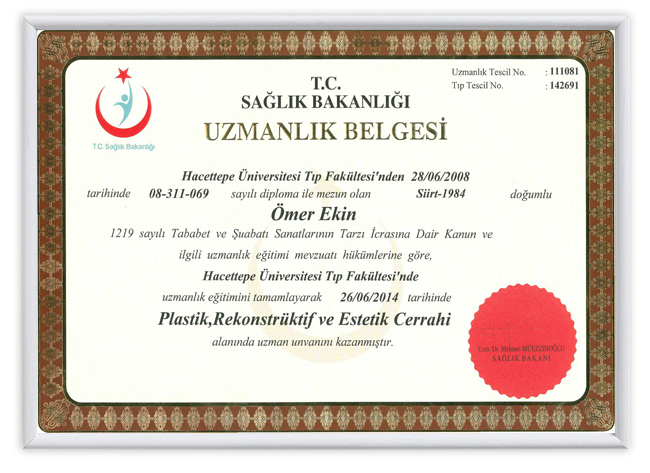 Uzmanlık Tescil No. : 111081
Tıp Tescil No. : 142691
T.C.
SAĞLIK BAKANLIĞI
UZMANLIK BELGESİ
T.C. Sağlık Bakanlığı
Hacettepe Üniversitesi Tıp Fakültesi'nden 28/06/2008
tarihinde 08-311-069 sayılı diploma ile mezun olan Siirt-1984 doğumlu
Ömer Ekin
1219 sayılı Tababet ve Şuabatı Sanatlarının Tarzı İcrasına Dair Kanun ve
ilgili uzmanlık eğitimi mevzuatı hükümlerine göre,
Hacettepe Üniversitesi Tıp Fakültesi'nde
uzmanlık eğitimini tamamlayarak 26/06/2014 tarihinde
Plastik,Rekonstrüktif ve Estetik Cerrahi
alanında uzman unvanını kazanmıştır.
Uzm. Dr. Mehmet MÜEZZİNOĞLU
SAĞLIK BAKANI